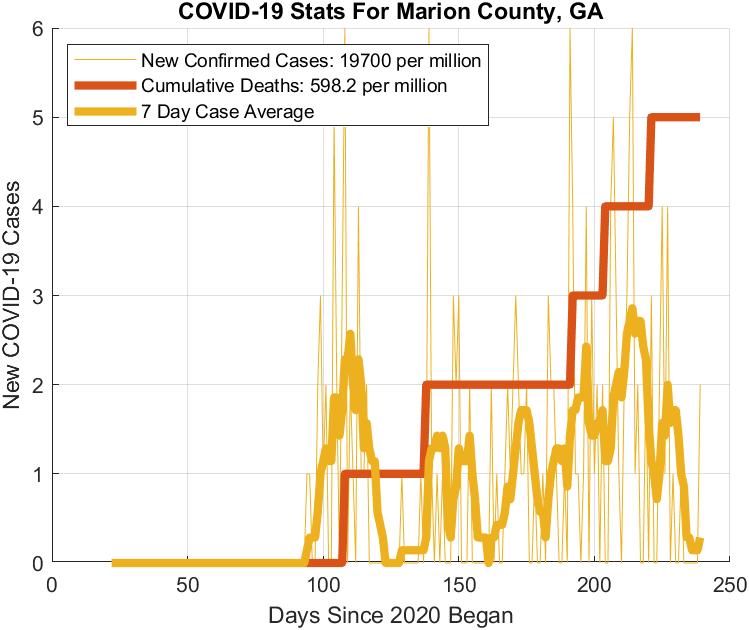 COVID-19 Stats For Marion County, GA
New Confirmed Cases: 19700 per million
Cumulative Deaths: 598.2 per million
7 Day Case Average
New COVID-19 Cases
6
5
4
3
2
1
0
0 50 100 150 200 250
Days Since 2020 Began